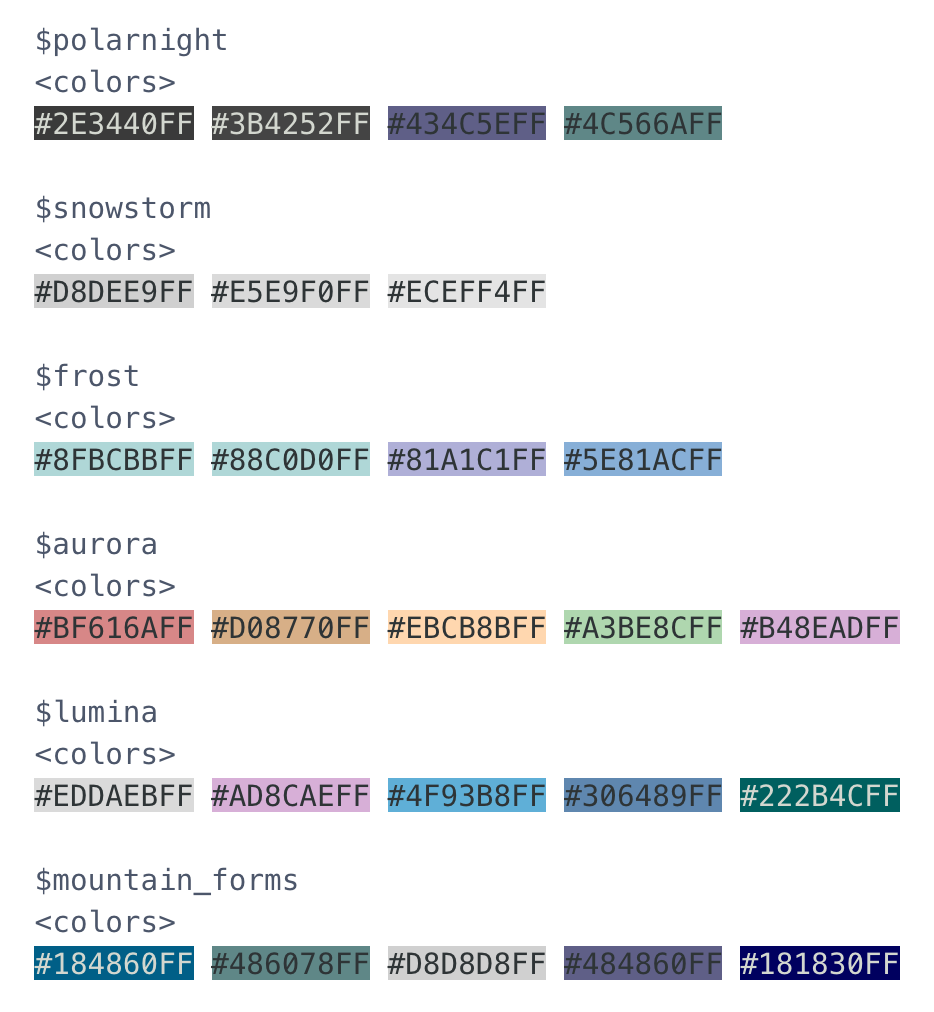 $polarnight
<colors>
#2E3440FF #3B4252FF #434C5EFF #4C566AFF
$snowstorm
<colors>
#D8DEE9FF #E5E9F0FF #ECEFF4FF
$frost
<colors>
#8FBCBBFF #88C0D0FF #81A1C1FF #5E81ACFF
$aurora
<colors>
#BF616AFF #D08770FF #EBCB8BFF #A3BE8CFF #B48EADFF
$lumina
<colors>
#EDDAEBFF #AD8CAEFF #4F93B8FF #306489FF #222B4CFF
$mountain_forms
<colors>
#184860FF #486078FF #D8D8D8FF #484860FF #181830FF